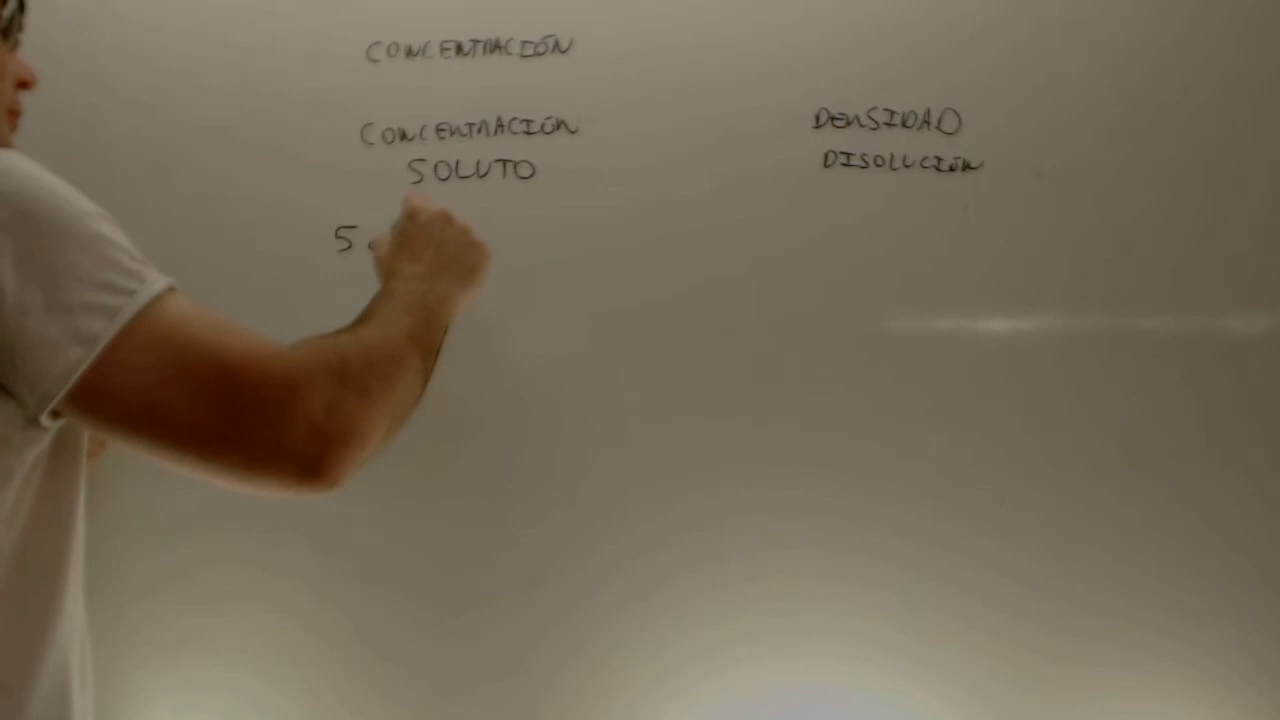 CONCENTRACIÓN
CONCENTRACIÓN
SOLUTO
DENSIDAD
DISOLUCIÓN
5